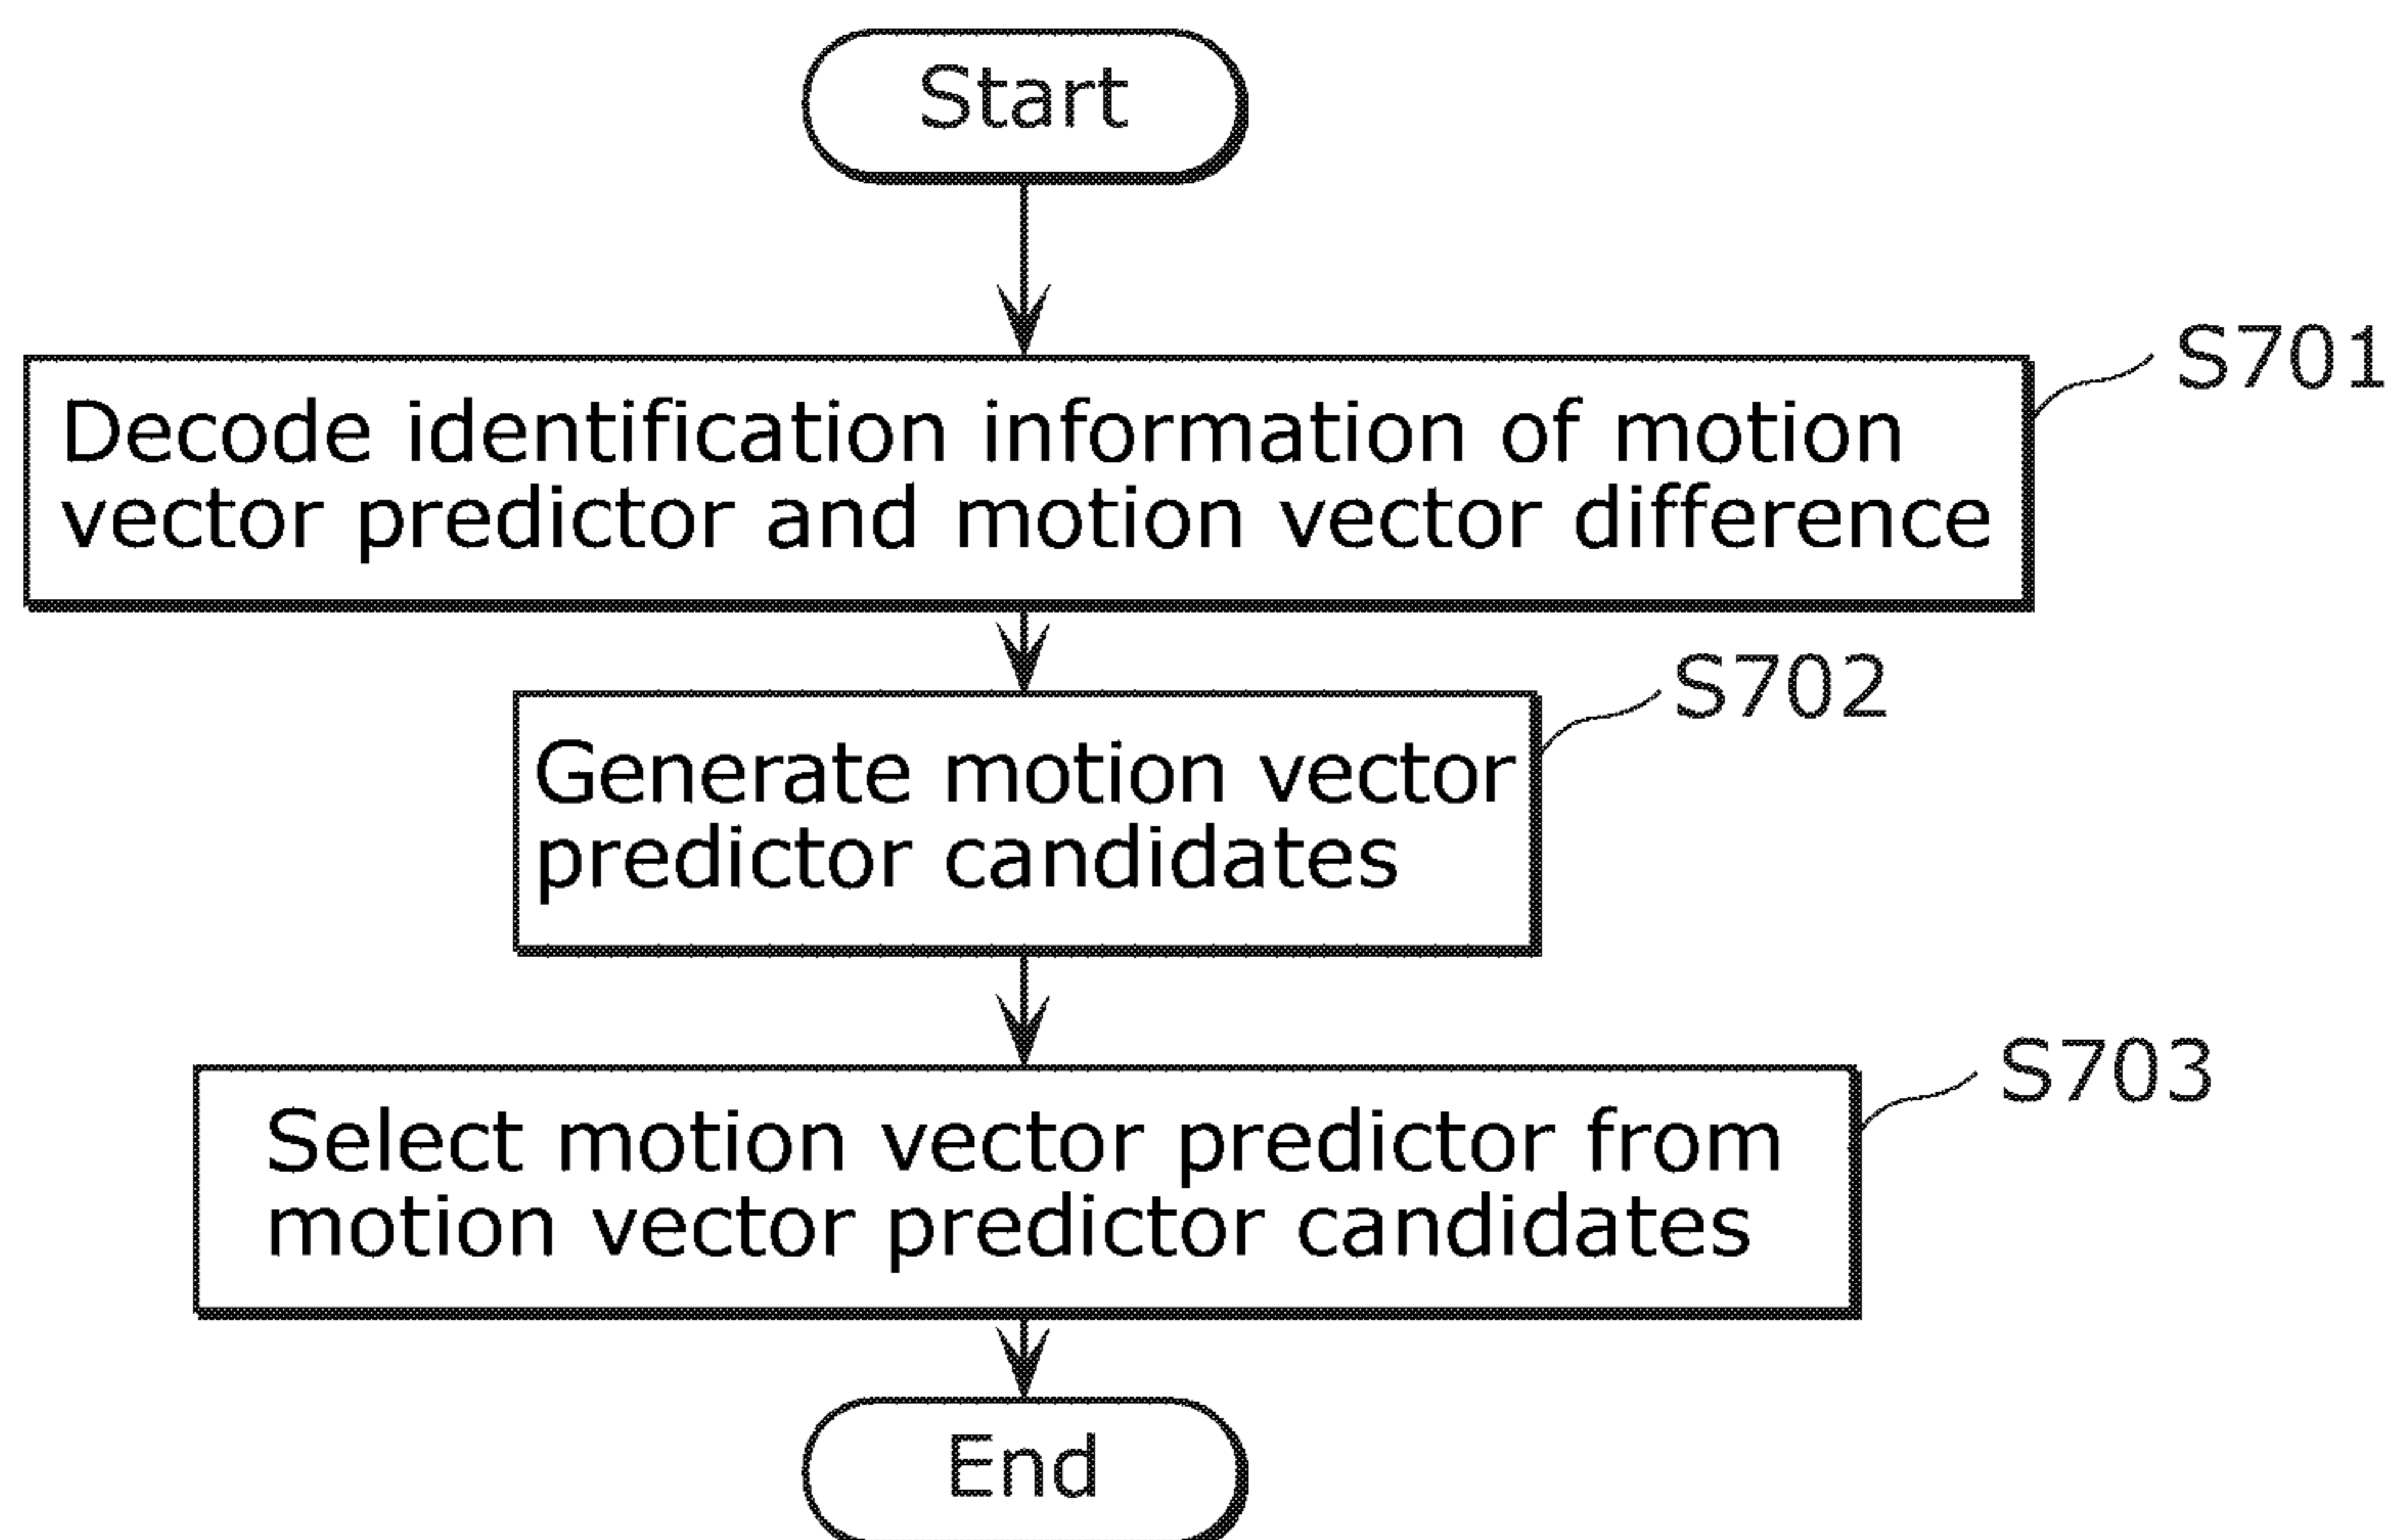 Start
S701
Decode identification information of motion
vector predictor and motion vector difference
S702
Generate motion vector
predictor candidates
S703
Select motion vector predictor from
motion vector predictor candidates
End